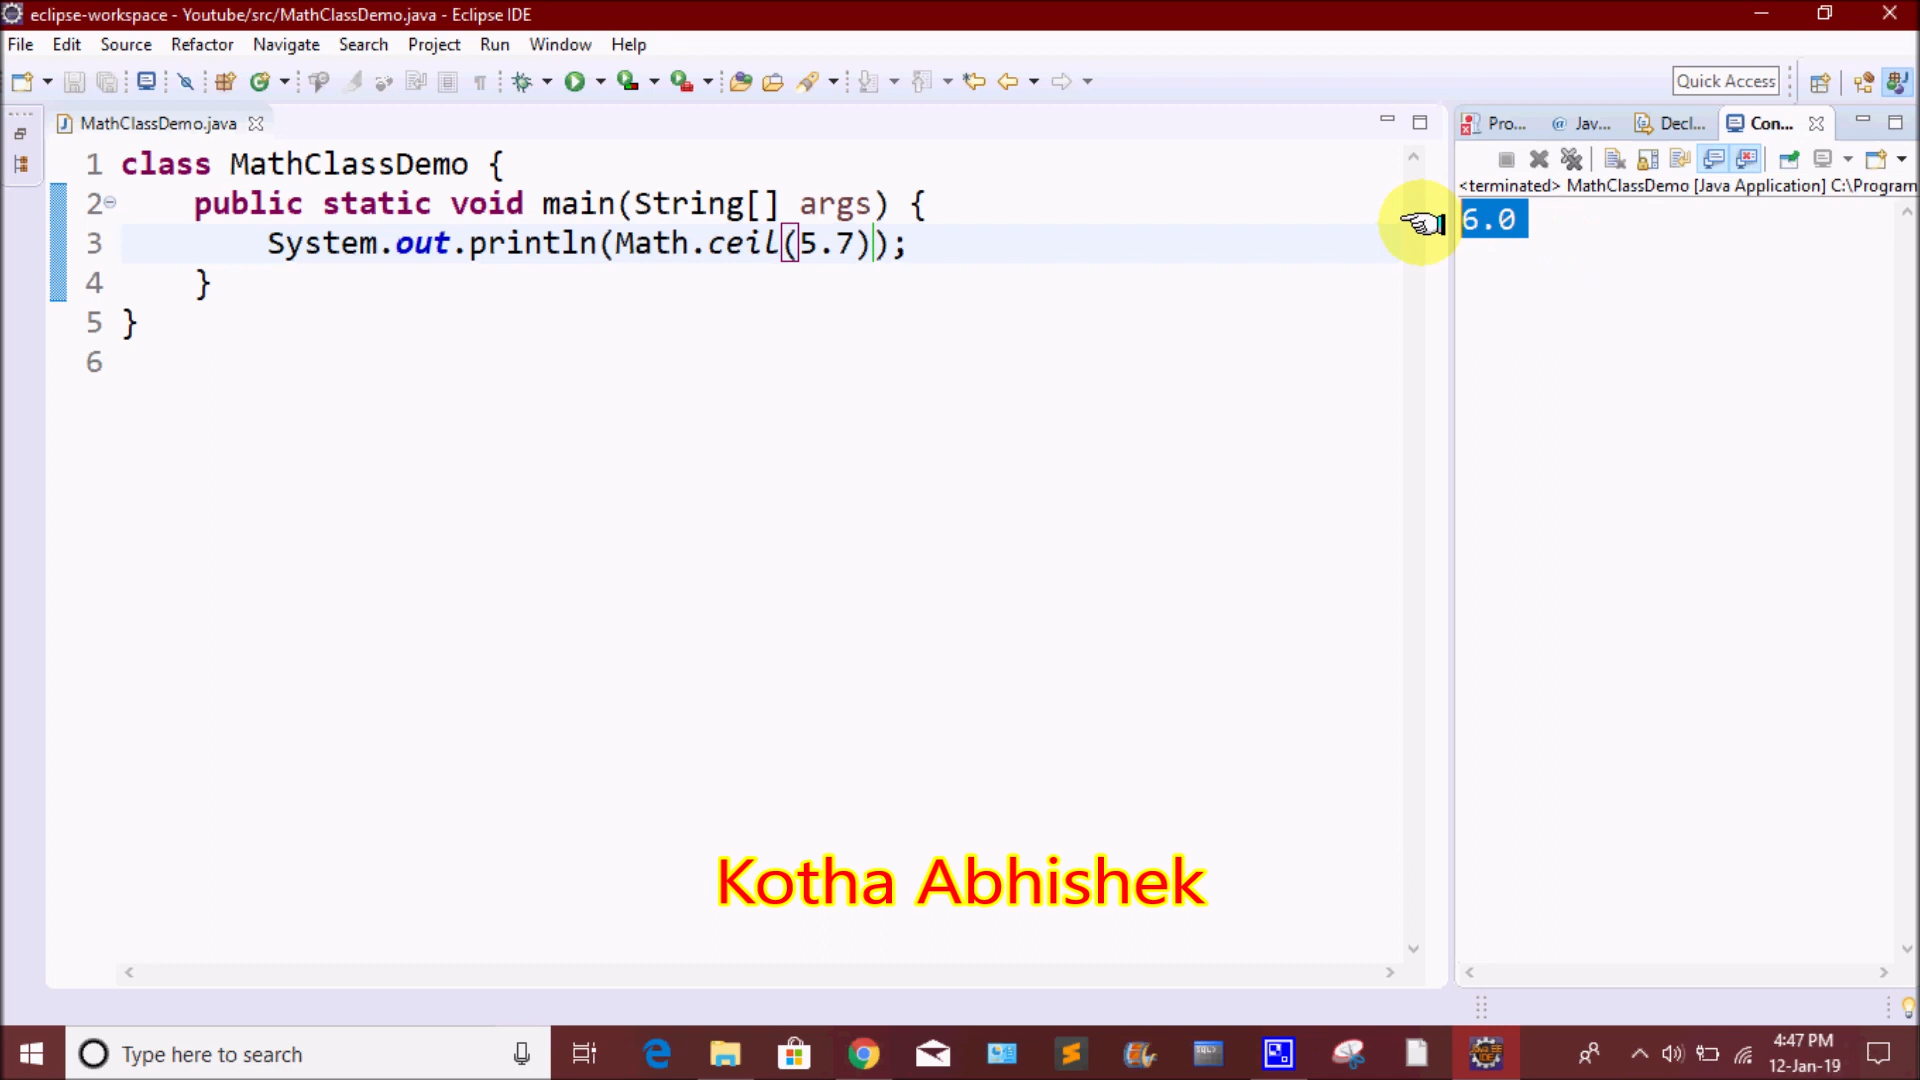 eclipse-workspace - Youtube/src/MathClassDemo.java - Eclipse IDE
File Edit Source Refactor Navigate Search Project Run Window Help
Quick Access
MathClassDemo.java
Pro... Jav... Decl... Con...
<terminated> MathClassDemo [Java Application] C:\Program
1 class MathClassDemo {
2 public static void main(String[] args) {
3 System.out.println(Math.ceil(5.7));
4 }
5 }
6
6.0
Kotha Abhishek
Type here to search
4:47 PM
12-Jan-19